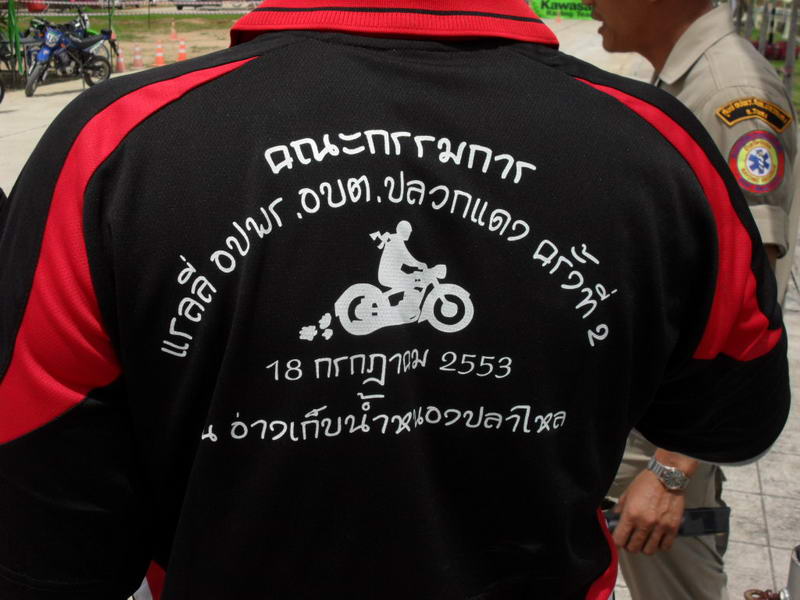 คณะกรรมการ
แรลลี่ อปพร.อบต.ปลวกแดง ครั้งที่ 2
18 กรกฎาคม 2553
ณ อ่างเก็บน้ำหนองปลาไหล
Kawasa